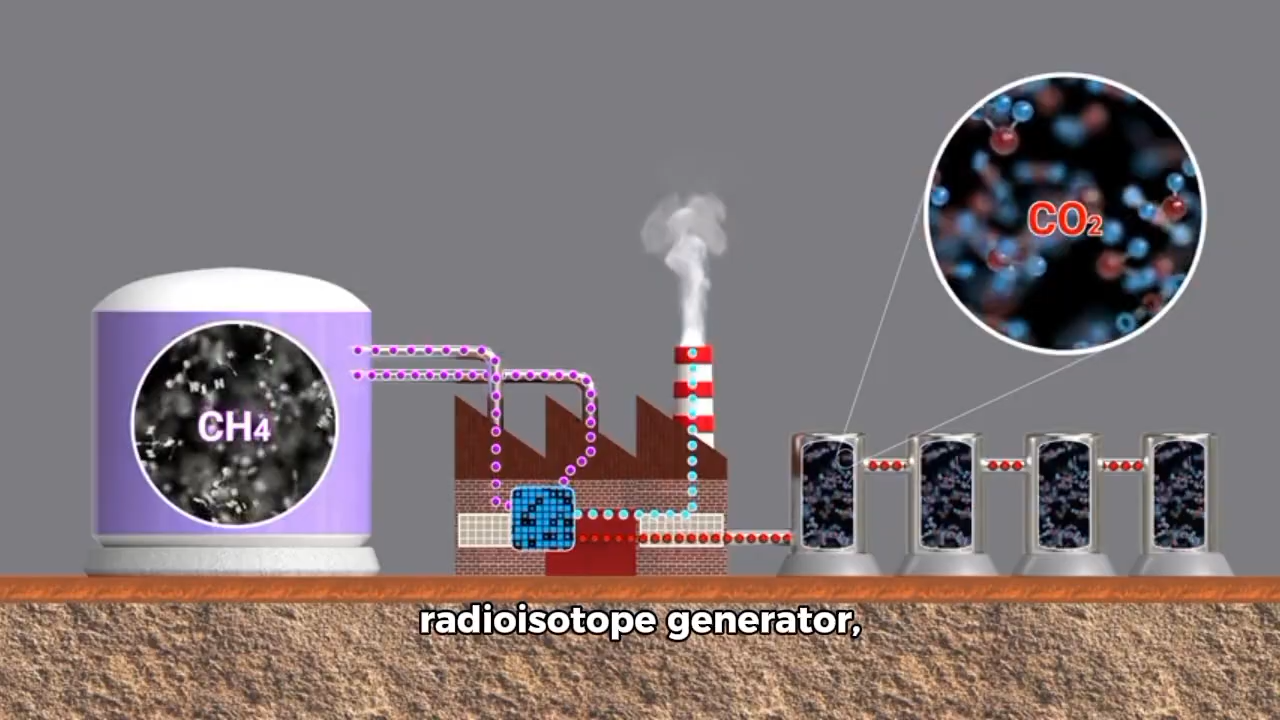 CO₂
CH₄
radioisotope generator,